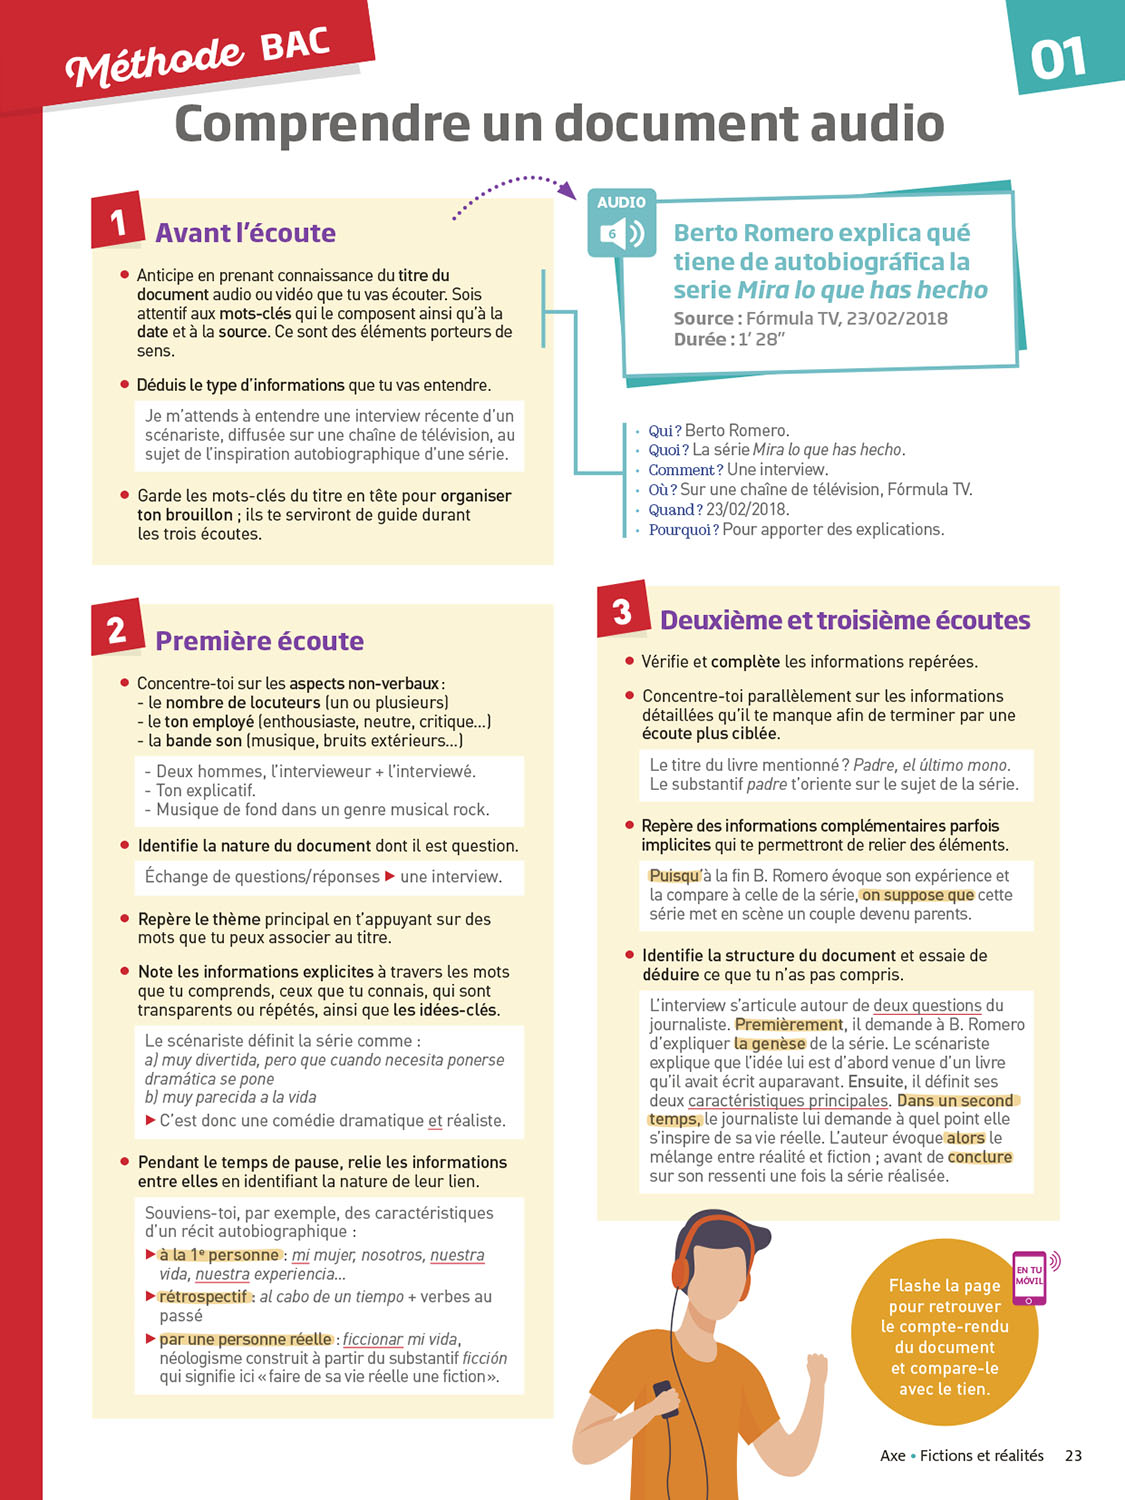 Méthode BAC
01
Comprendre un document audio
1
Avant l'écoute
• Anticipe en prenant connaissance du titre du
document audio ou vidéo que tu vas écouter. Sois
attentif aux mots-clés qui le composent ainsi qu'à la
date et à la source. Ce sont des éléments porteurs de
sens.
• Déduis le type d'informations que tu vas entendre.
Je m'attends à entendre une interview récente d'un
scénariste, diffusée sur une chaîne de télévision, au
sujet de l'inspiration autobiographique d'une série.
• Garde les mots-clés du titre en tête pour organiser
ton brouillon ; ils te serviront de guide durant
les trois écoutes.
AUDIO
6
Berto Romero explica qué
tiene de autobiográfica la
serie Mira lo que has hecho
Source : Fórmula TV, 23/02/2018
Durée : 1' 28"
• Qui ? Berto Romero.
• Quoi ? La série Mira lo que has hecho.
• Comment ? Une interview.
• Où ? Sur une chaîne de télévision, Fórmula TV.
• Quand ? 23/02/2018.
• Pourquoi ? Pour apporter des explications.
2
Première écoute
• Concentre-toi sur les aspects non-verbaux :
- le nombre de locuteurs (un ou plusieurs)
- le ton employé (enthousiaste, neutre, critique...)
- la bande son (musique, bruits extérieurs...)
- Deux hommes, l'intervieweur + l'interviewé.
- Ton explicatif.
- Musique de fond dans un genre musical rock.
• Identifie la nature du document dont il est question.
Échange de questions/réponses ▶ une interview.
• Repère le thème principal en t'appuyant sur des
mots que tu peux associer au titre.
• Note les informations explicites à travers les mots
que tu comprends, ceux que tu connais, qui sont
transparents ou répétés, ainsi que les idées-clés.
Le scénariste définit la série comme :
a) muy divertida, pero que cuando necesita ponerse
dramática se pone
b) muy parecida a la vida
▶ C'est donc une comédie dramatique et réaliste.
• Pendant le temps de pause, relie les informations
entre elles en identifiant la nature de leur lien.
Souviens-toi, par exemple, des caractéristiques
d'un récit autobiographique :
▶ à la 1e personne : mi mujer, nosotros, nuestra
vida, nuestra experiencia...
▶ rétrospectif : al cabo de un tiempo + verbes au
passé
▶ par une personne réelle : ficcionar mi vida,
néologisme construit à partir du substantif ficción
qui signifie ici « faire de sa vie réelle une fiction ».
3
Deuxième et troisième écoutes
• Vérifie et complète les informations repérées.
• Concentre-toi parallèlement sur les informations
détaillées qu'il te manque afin de terminer par une
écoute plus ciblée.
Le titre du livre mentionné ? Padre, el último mono.
Le substantif padre t'oriente sur le sujet de la série.
• Repère des informations complémentaires parfois
implicites qui te permettront de relier des éléments.
Puisqu'à la fin B. Romero évoque son expérience et
la compare à celle de la série, on suppose que cette
série met en scène un couple devenu parents.
• Identifie la structure du document et essaie de
déduire ce que tu n'as pas compris.
L'interview s'articule autour de deux questions du
journaliste. Premièrement, il demande à B. Romero
d'expliquer la genèse de la série. Le scénariste
explique que l'idée lui est d'abord venue d'un livre
qu'il avait écrit auparavant. Ensuite, il définit ses
deux caractéristiques principales. Dans un second
temps, le journaliste lui demande à quel point elle
s'inspire de sa vie réelle. L'auteur évoque alors le
mélange entre réalité et fiction ; avant de conclure
sur son ressenti une fois la série réalisée.
EN TU
MÓVIL
Flashe la page
pour retrouver
le compte-rendu
du document
et compare-le
avec le tien.
Axe • Fictions et réalités 23